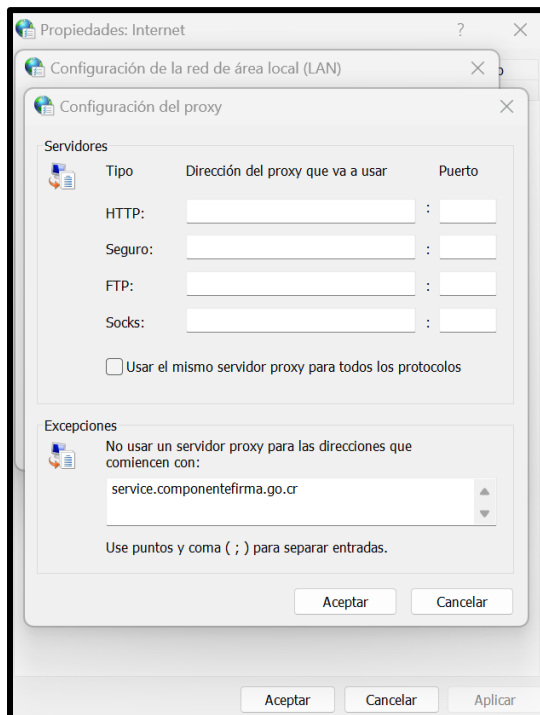 Propiedades: Internet
Configuración de la red de área local (LAN)
Configuración del proxy
Servidores
Tipo Dirección del proxy que va a usar Puerto
HTTP: :
Seguro: :
FTP: :
Socks: :
Usar el mismo servidor proxy para todos los protocolos
Excepciones
No usar un servidor proxy para las direcciones que
comiencen con:
service.componentefirma.go.cr
Use puntos y coma ( ; ) para separar entradas.
Aceptar Cancelar
Aceptar Cancelar Aplicar